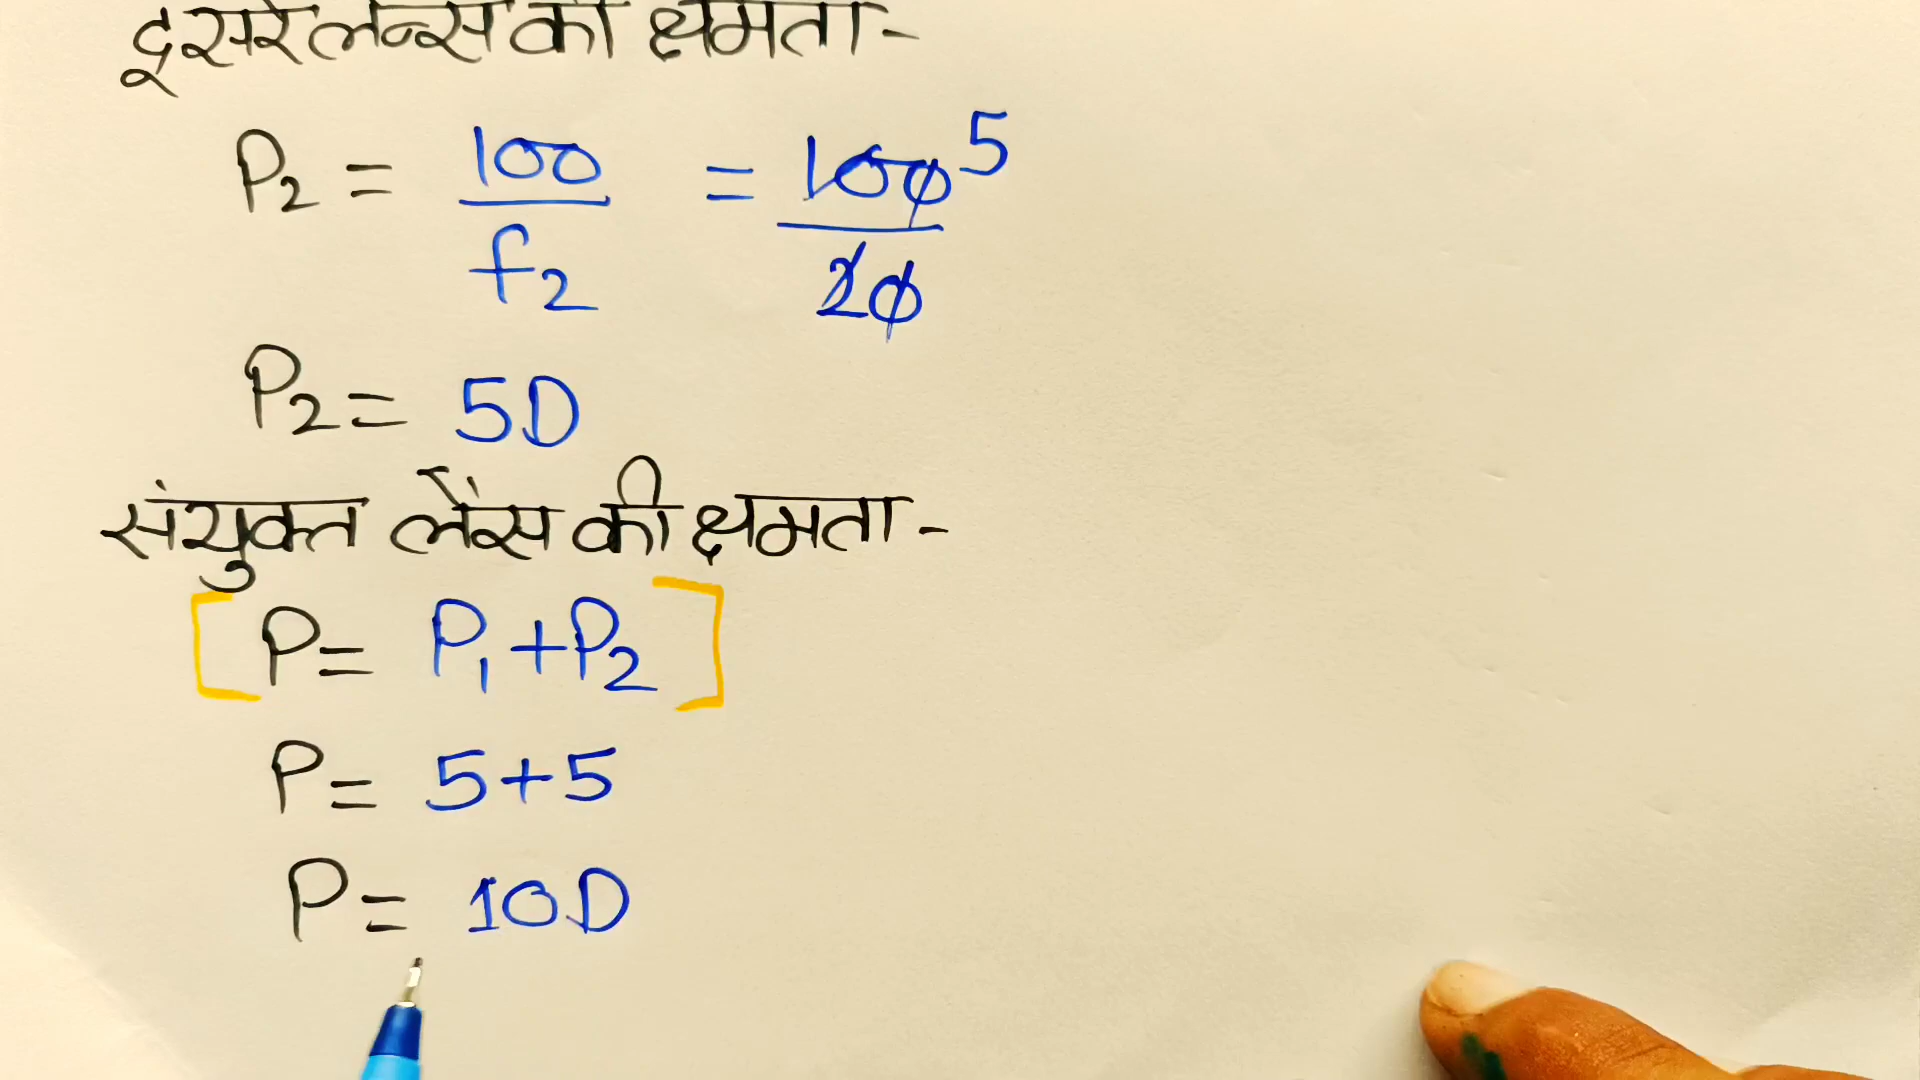 दूसरे लेन्स की क्षमता -
P₂ = 100/f₂ = 100/20 5
P₂ = 5D
संयुक्त लेंस की क्षमता -
[P = P₁ + P₂]
P = 5+5
P = 10D